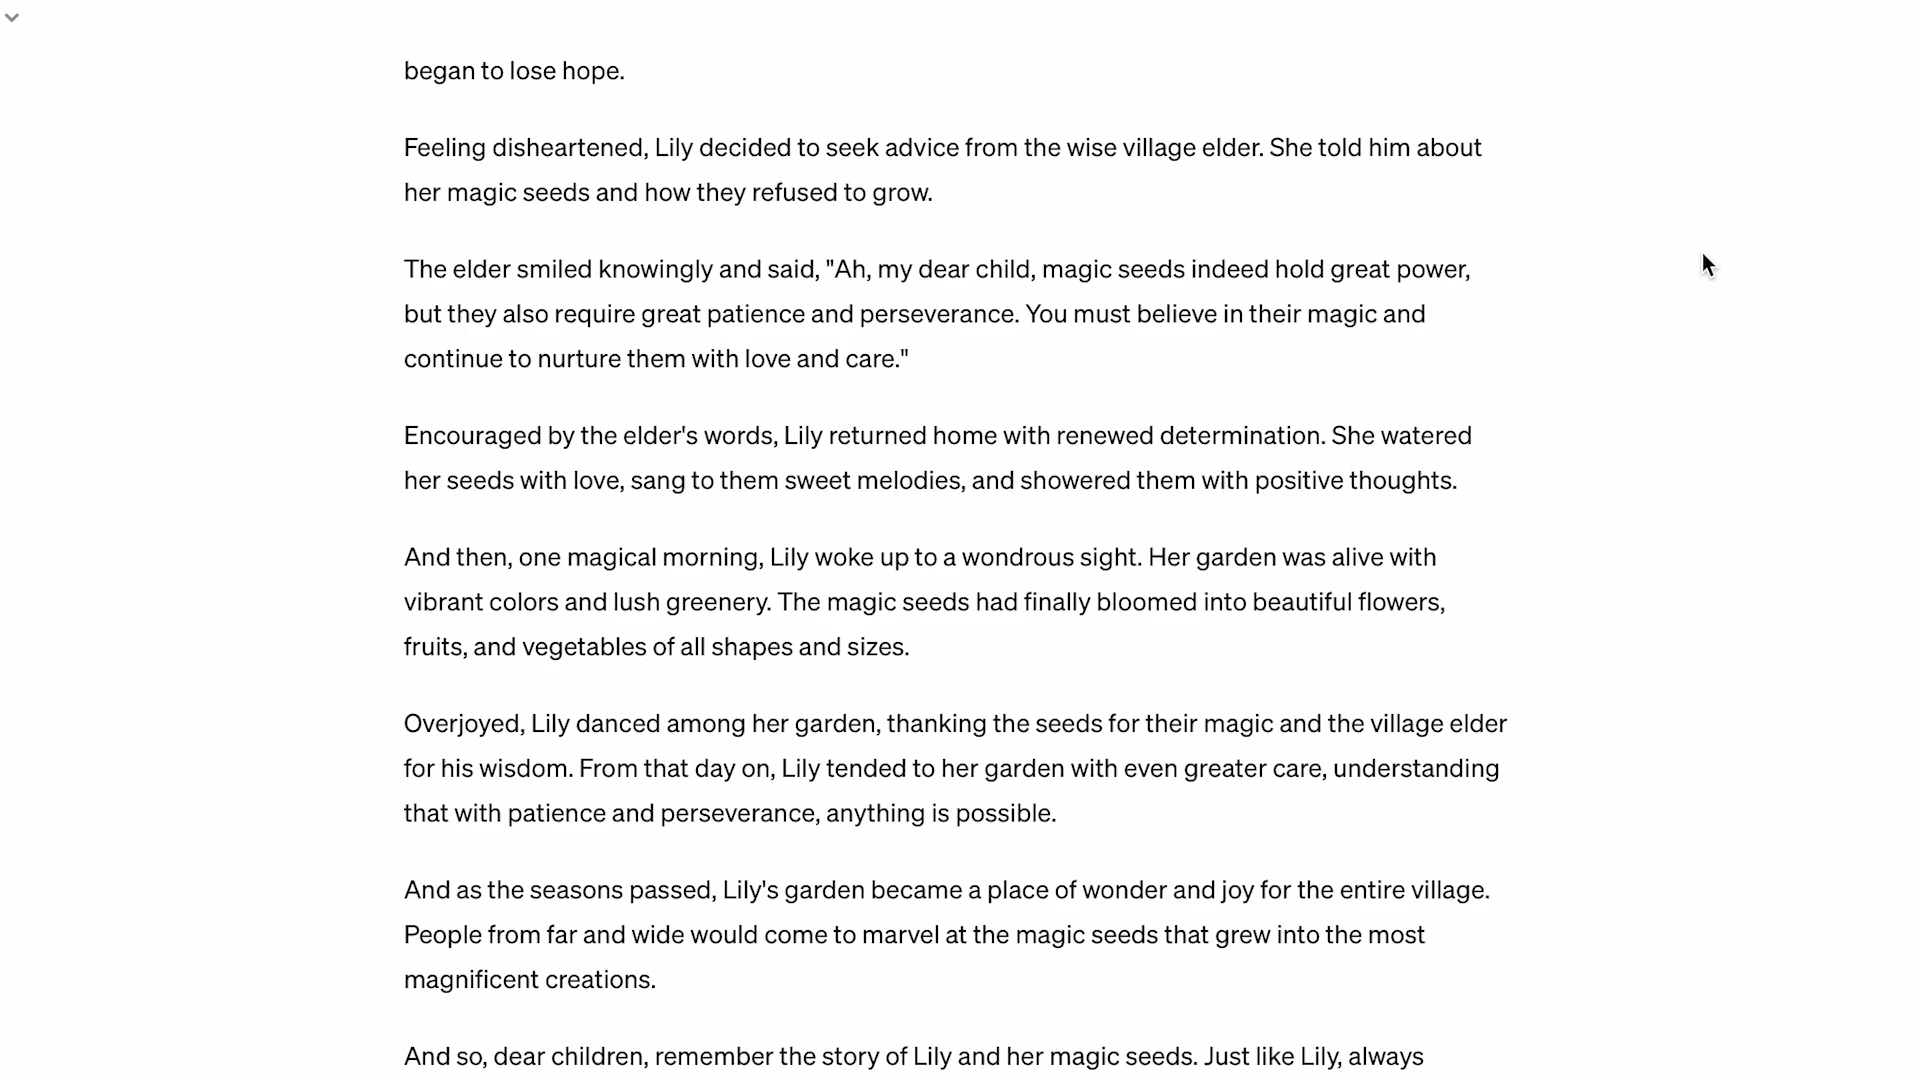 began to lose hope.
Feeling disheartened, Lily decided to seek advice from the wise village elder. She told him about
her magic seeds and how they refused to grow.
The elder smiled knowingly and said, "Ah, my dear child, magic seeds indeed hold great power,
but they also require great patience and perseverance. You must believe in their magic and
continue to nurture them with love and care."
Encouraged by the elder's words, Lily returned home with renewed determination. She watered
her seeds with love, sang to them sweet melodies, and showered them with positive thoughts.
And then, one magical morning, Lily woke up to a wondrous sight. Her garden was alive with
vibrant colors and lush greenery. The magic seeds had finally bloomed into beautiful flowers,
fruits, and vegetables of all shapes and sizes.
Overjoyed, Lily danced among her garden, thanking the seeds for their magic and the village elder
for his wisdom. From that day on, Lily tended to her garden with even greater care, understanding
that with patience and perseverance, anything is possible.
And as the seasons passed, Lily's garden became a place of wonder and joy for the entire village.
People from far and wide would come to marvel at the magic seeds that grew into the most
magnificent creations.
And so, dear children, remember the story of Lily and her magic seeds. Just like Lily, always